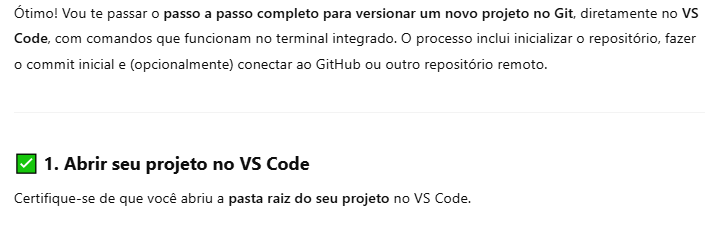 Ótimo! Vou te passar o passo a passo completo para versionar um novo projeto no Git, diretamente no VS
Code, com comandos que funcionam no terminal integrado. O processo inclui inicializar o repositório, fazer
o commit inicial e (opcionalmente) conectar ao GitHub ou outro repositório remoto.
✅ 1. Abrir seu projeto no VS Code
Certifique-se de que você abriu a pasta raiz do seu projeto no VS Code.